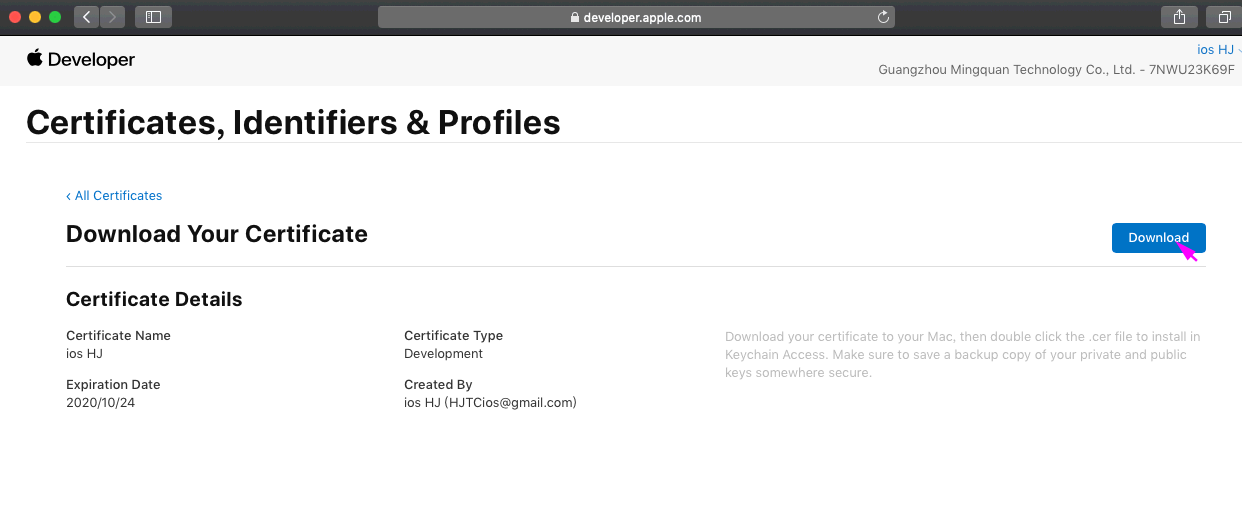 developer.apple.com
Developer
ios HJ
Guangzhou Mingquan Technology Co., Ltd. - 7NWU23K69F
Certificates, Identifiers & Profiles
‹ All Certificates
Download Your Certificate
Download
Certificate Details
Certificate Name
ios HJ
Certificate Type
Development
Download your certificate to your Mac, then double click the .cer file to install in
Keychain Access. Make sure to save a backup copy of your private and public
keys somewhere secure.
Expiration Date
2020/10/24
Created By
ios HJ (HJTCios@gmail.com)